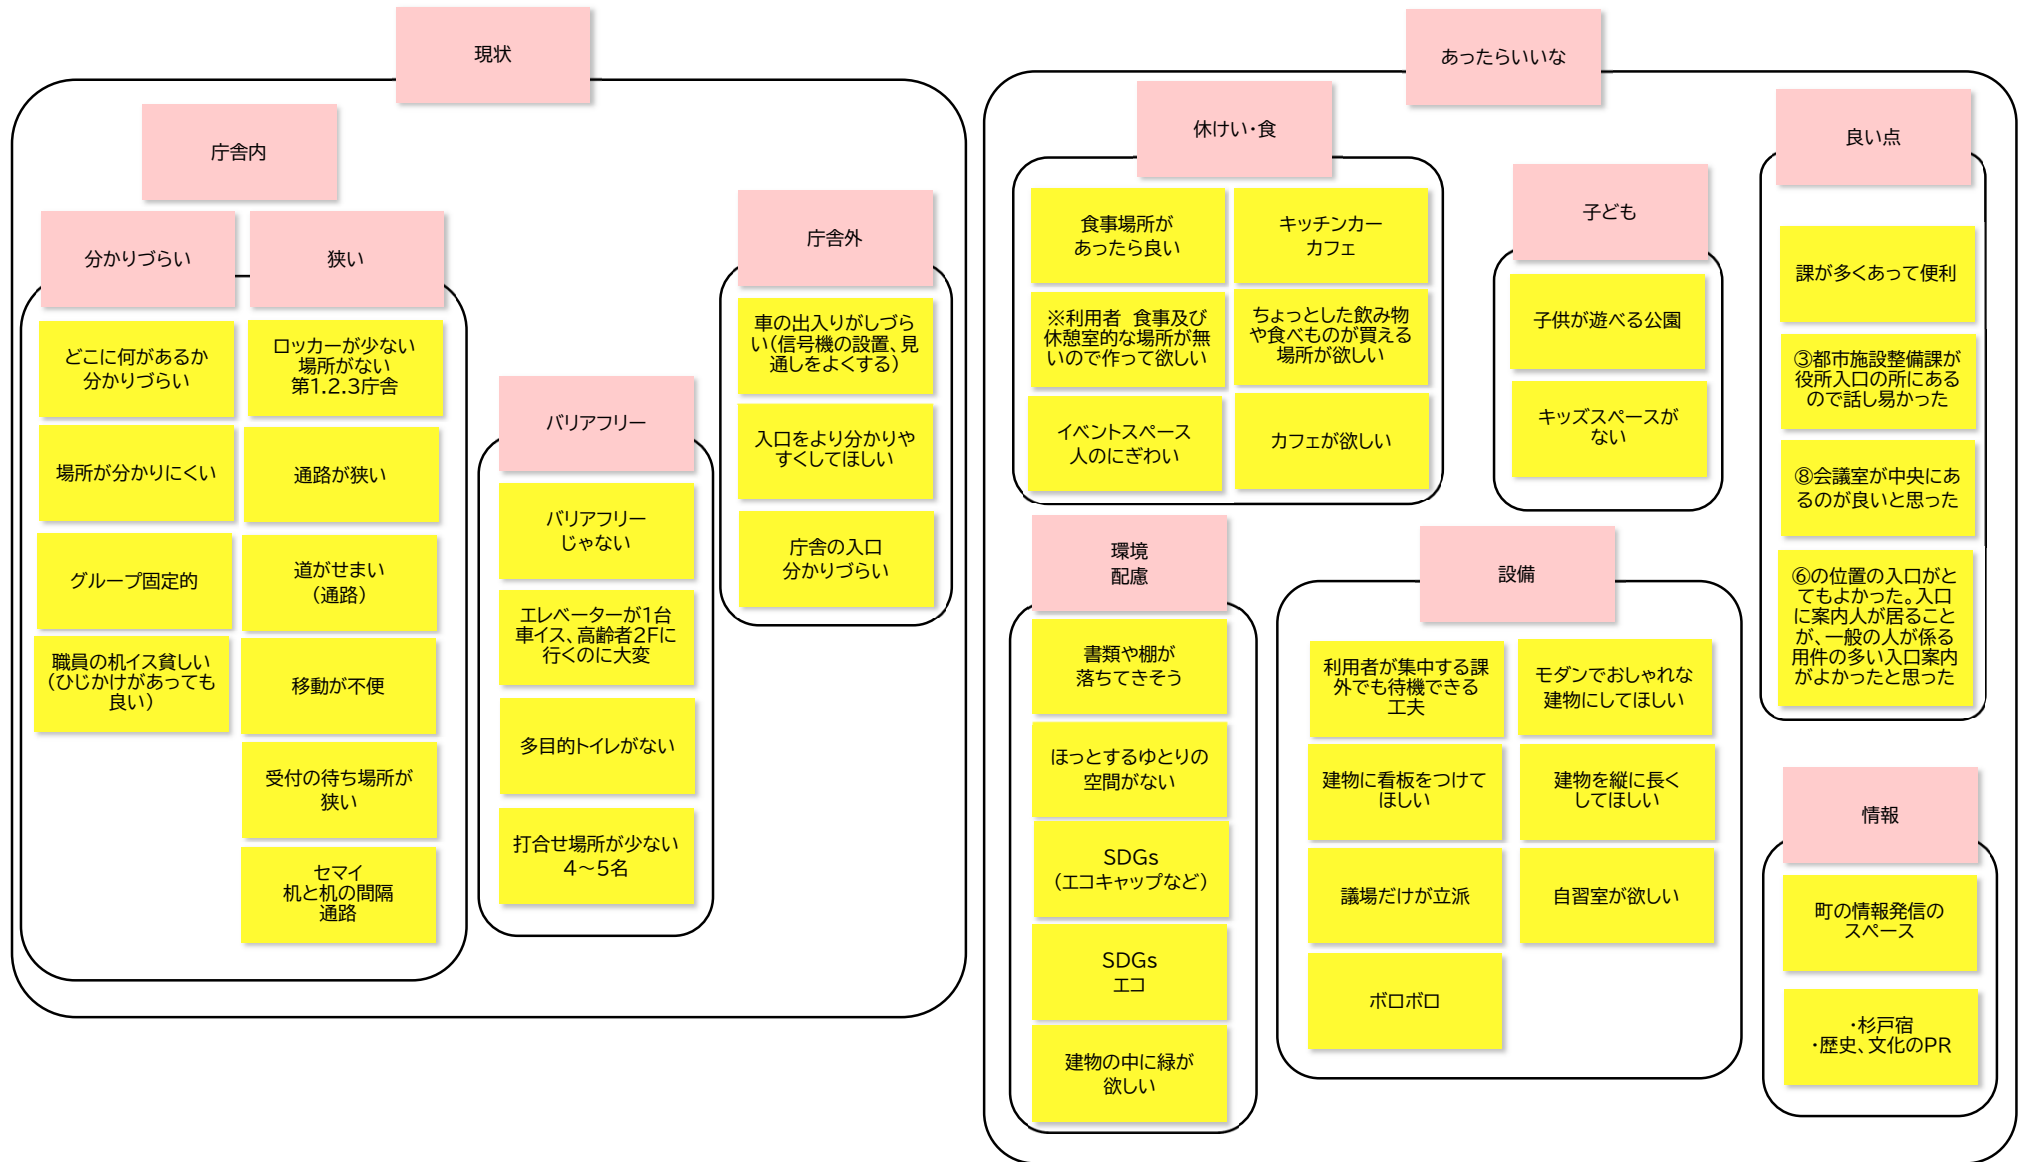 現状
庁舎内
分かりづらい
どこに何があるか
分かりづらい
場所が分かりにくい
グループ固定的
職員の机イス貧しい
（ひじかけがあっても
良い）
狭い
ロッカーが少ない
場所がない
第1.2.3庁舎
通路が狭い
道がせまい
（通路）
移動が不便
受付の待ち場所が
狭い
セマイ
机と机の間隔
通路
バリアフリー
バリアフリー
じゃない
エレベーターが1台
車イス、高齢者2Fに
行くのに大変
多目的トイレがない
打合せ場所が少ない
4～5名
庁舎外
車の出入りがしづら
い（信号機の設置、見
通しをよくする）
入口をより分かりや
すくしてほしい
庁舎の入口
分かりづらい
あったらいいな
休けい・食
食事場所が
あったら良い
キッチンカー
カフェ
※利用者　食事及び
休憩室的な場所が無
いので作って欲しい
ちょっとした飲み物
や食べものが買える
場所が欲しい
イベントスペース
人のにぎわい
カフェが欲しい
子ども
子供が遊べる公園
キッズスペースが
ない
良い点
課が多くあって便利
③都市施設整備課が
役所入口の所にある
ので話し易かった
⑧会議室が中央にあ
るのが良いと思った
⑥の位置の入口がと
てもよかった。入口
に案内人が居ること
が、一般の人が係る
用件の多い入口案内
がよかったと思った
環境
配慮
書類や棚が
落ちてきそう
ほっとするゆとりの
空間がない
SDGs
（エコキャップなど）
SDGs
エコ
建物の中に緑が
欲しい
設備
利用者が集中する課
外でも待機できる
工夫
モダンでおしゃれな
建物にしてほしい
建物に看板をつけて
ほしい
建物を縦に長く
してほしい
議場だけが立派
自習室が欲しい
ボロボロ
情報
町の情報発信の
スペース
・杉戸宿
・歴史、文化のPR